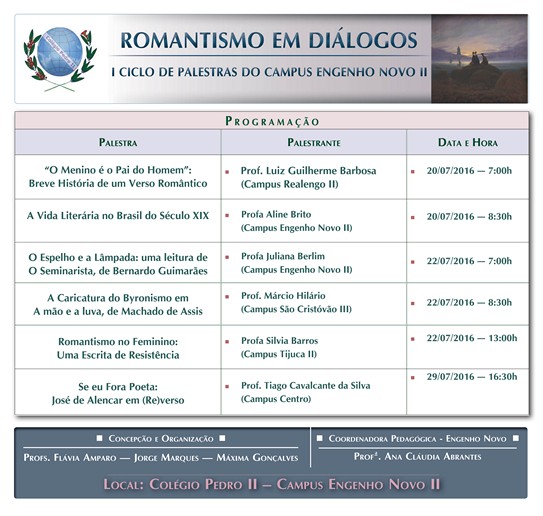 ROMANTISMO EM DIÁLOGOS
I CICLO DE PALESTRAS DO CAMPUS ENGENHO NOVO II
PROGRAMAÇÃO
PALESTRA
PALESTRANTE
DATA E HORA
“O Menino é o Pai do Homem”:
Breve História de um Verso Romântico
Prof. Luiz Guilherme Barbosa
(Campus Realengo II)
20/07/2016 — 7:00h
A Vida Literária no Brasil do Século XIX
Profa Aline Brito
(Campus Engenho Novo II)
20/07/2016 — 8:30h
O Espelho e a Lâmpada: uma leitura de
O Seminarista, de Bernardo Guimarães
Profa Juliana Berlim
(Campus Engenho Novo II)
22/07/2016 — 7:00h
A Caricatura do Byronismo em
A mão e a luva, de Machado de Assis
Prof. Márcio Hilário
(Campus São Cristóvão III)
22/07/2016 — 8:30h
Romantismo no Feminino:
Uma Escrita de Resistência
Profa Silvia Barros
(Campus Tijuca II)
22/07/2016 — 13:00h
Se eu Fora Poeta:
José de Alencar em (Re)verso
Prof. Tiago Cavalcante da Silva
(Campus Centro)
29/07/2016 — 16:30h
CONCEPÇÃO E ORGANIZAÇÃO
PROFS. FLÁVIA AMPARO — JORGE MARQUES — MÁXIMA GONÇALVES
COORDENADORA PEDAGÓGICA - ENGENHO NOVO
PROFª. ANA CLÁUDIA ABRANTES
LOCAL: COLÉGIO PEDRO II – CAMPUS ENGENHO NOVO II